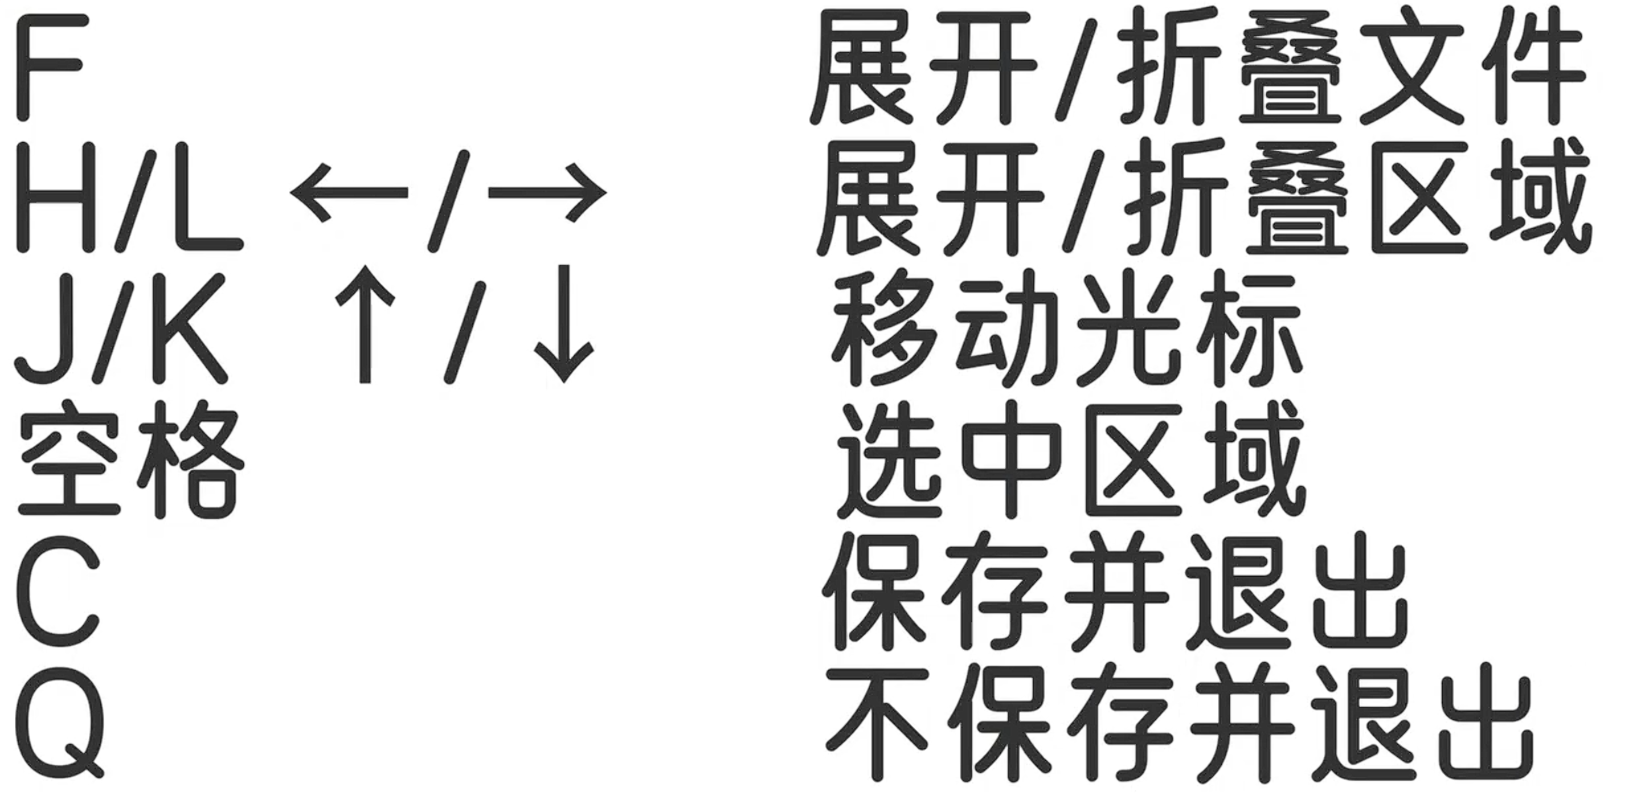 F 展开/折叠文件
H/L ←/→ 展开/折叠区域
J/K ↑/↓ 移动光标
空格 选中区域
C 保存并退出
Q 不保存并退出